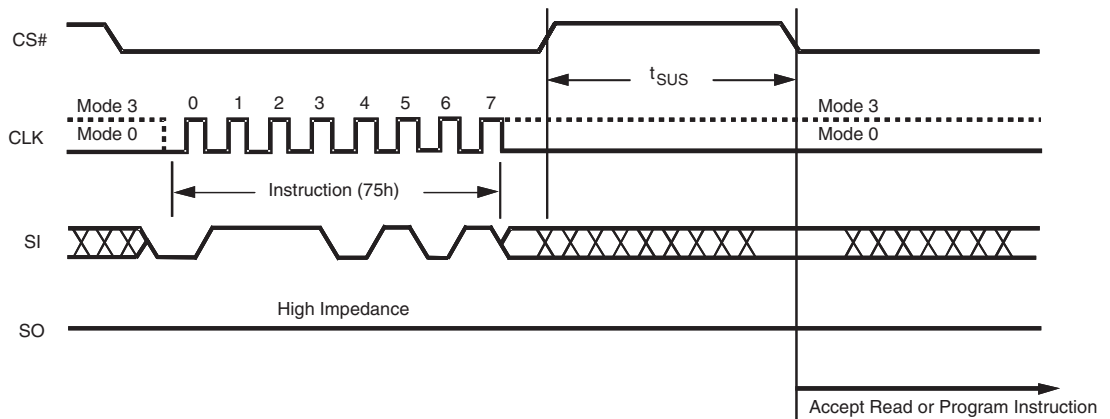 CS#
tSUS
Mode 3
0 1 2 3 4 5 6 7
Mode 3
CLK
Mode 0
Mode 0
Instruction (75h)
SI
High Impedance
SO
Accept Read or Program Instruction